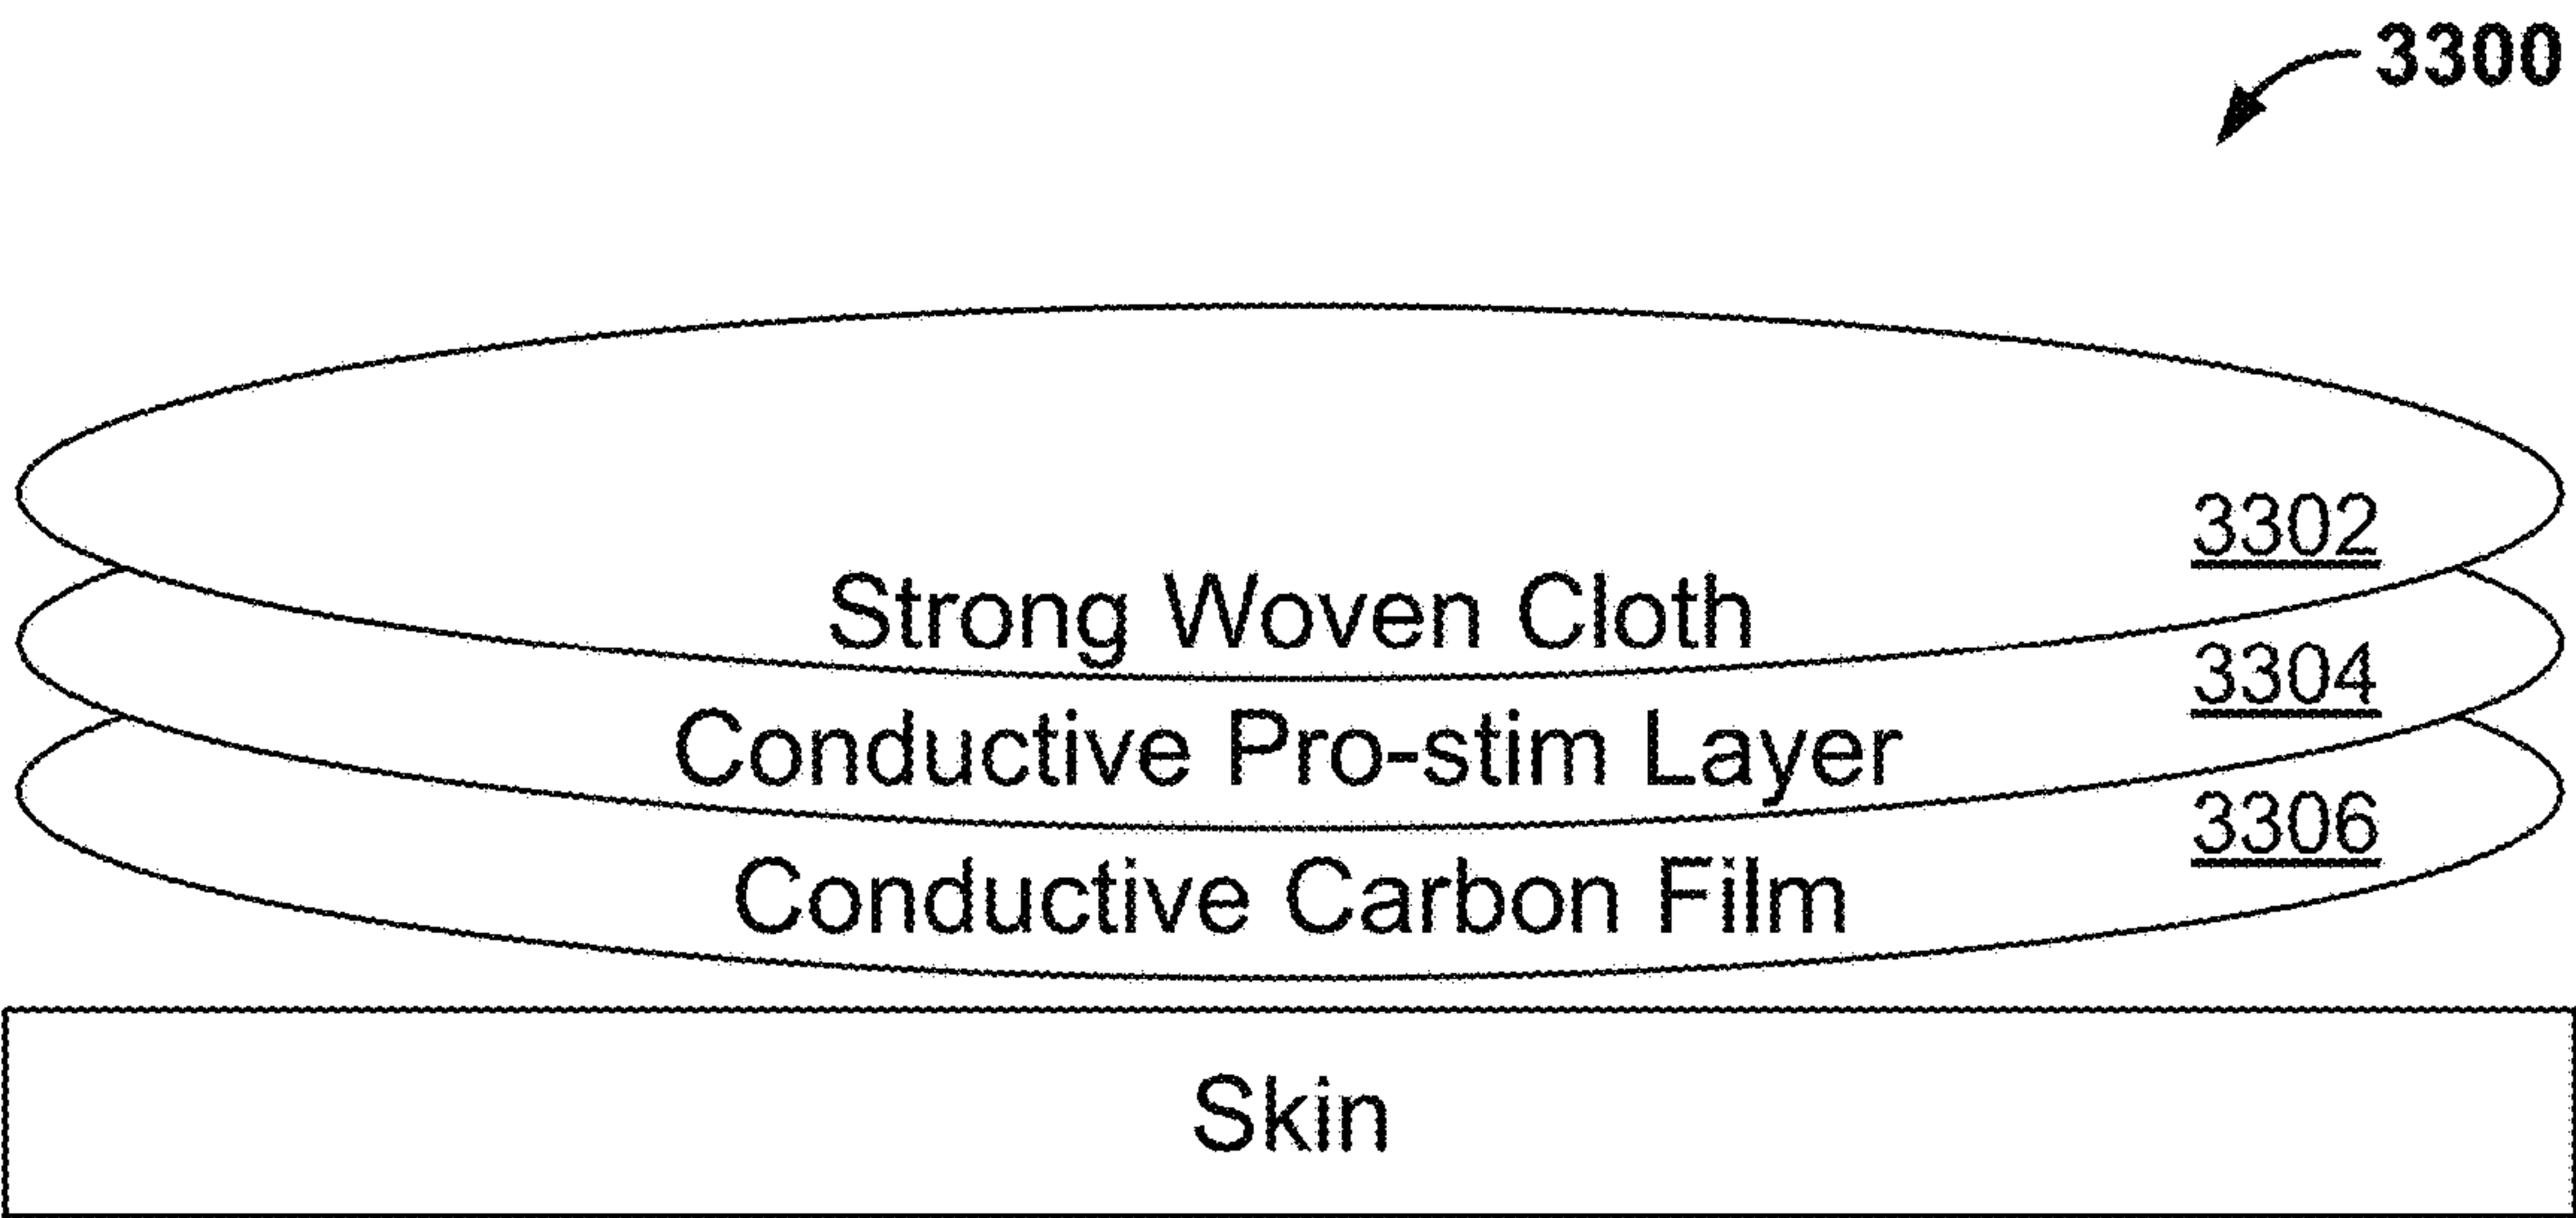 3300
3302
Strong Woven Cloth
3304
Conductive Pro-stim Layer
3306
Conductive Carbon Film
Skin